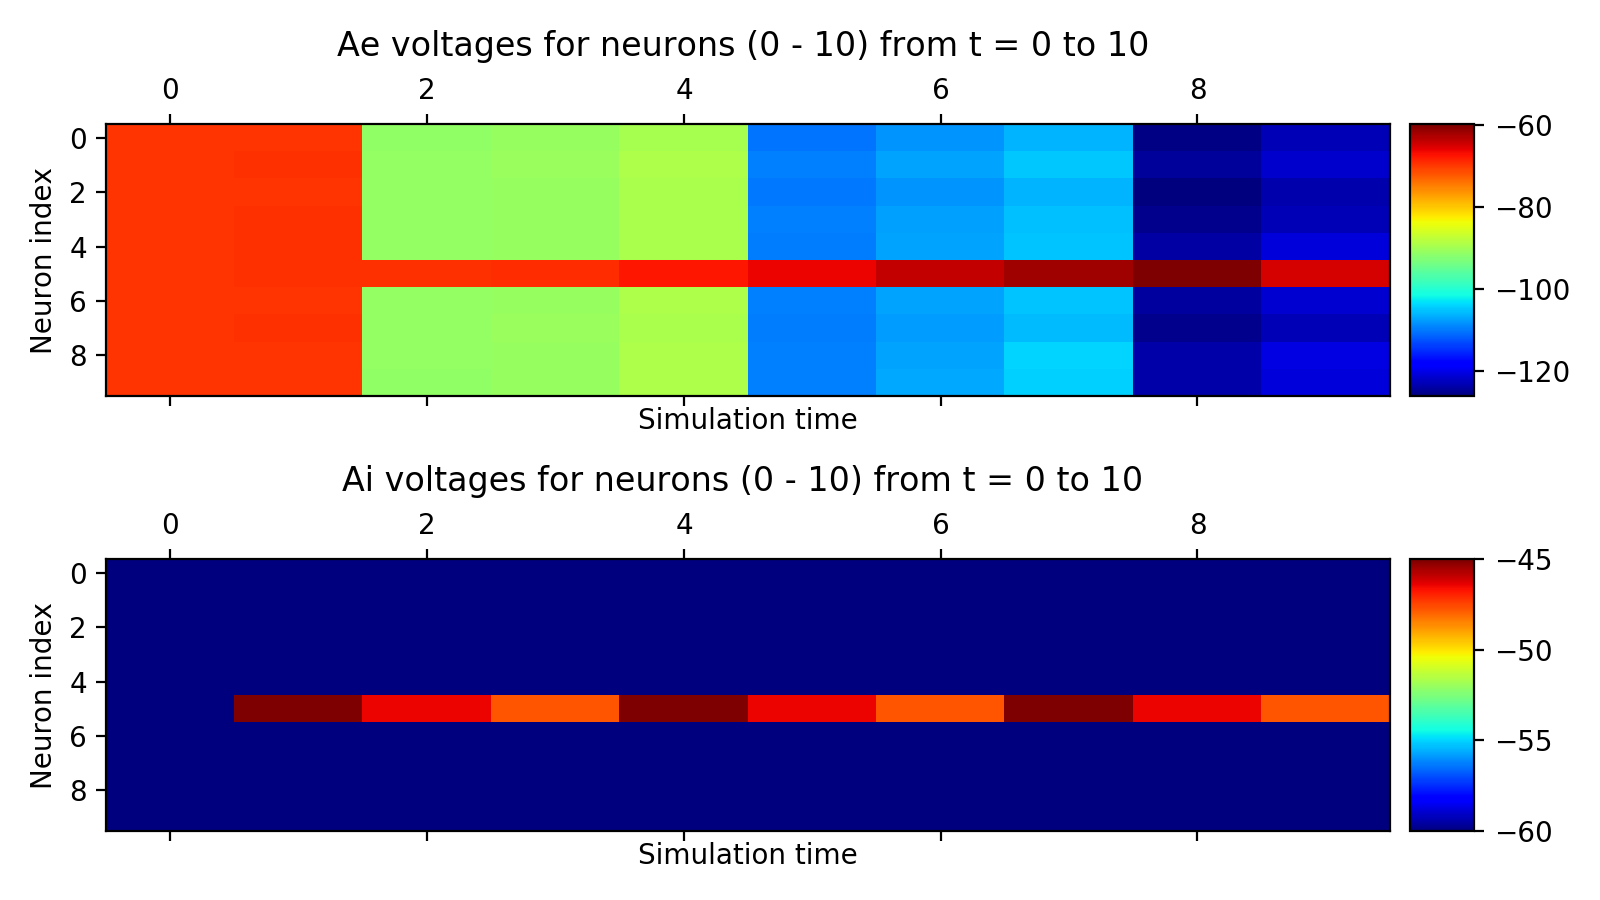 Ae voltages for neurons (0 - 10) from t = 0 to 10
0 2 4 6 8
Neuron index
0
2
4
6
8
−60
−80
−100
−120
Simulation time
Ai voltages for neurons (0 - 10) from t = 0 to 10
0 2 4 6 8
Neuron index
0
2
4
6
8
−45
−50
−55
−60
Simulation time